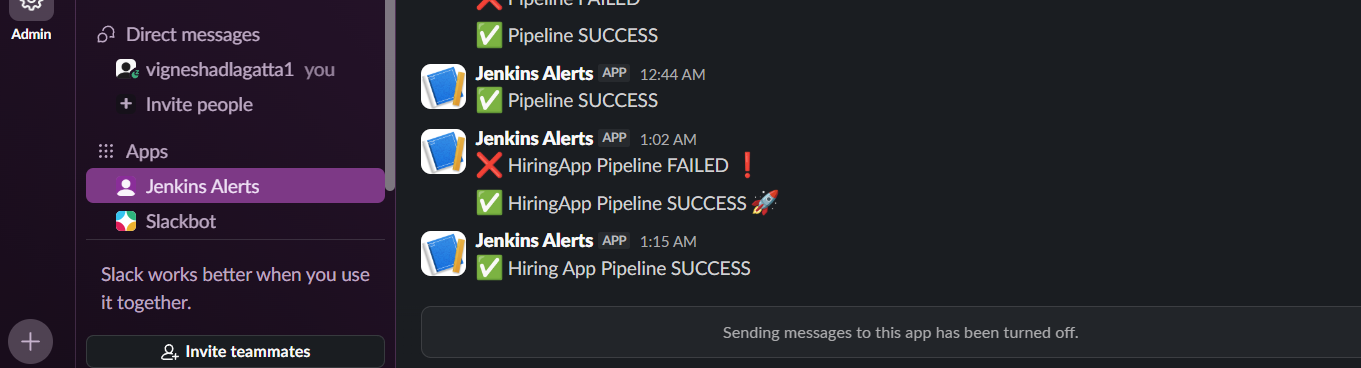 Admin
Direct messages
vigneshadlagatta1 you
Invite people
Apps
Jenkins Alerts
Slackbot
Slack works better when you use
it together.
Invite teammates
Pipeline FAILED
Pipeline SUCCESS
Jenkins Alerts APP 12:44 AM
Pipeline SUCCESS
Jenkins Alerts APP 1:02 AM
❌ HiringApp Pipeline FAILED ❗
✅ HiringApp Pipeline SUCCESS 🚀
Jenkins Alerts APP 1:15 AM
✅ Hiring App Pipeline SUCCESS
Sending messages to this app has been turned off.